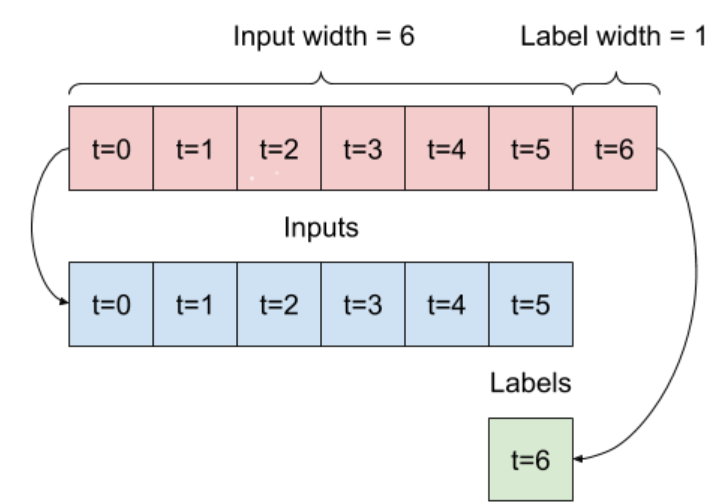 Input width = 6 Label width = 1
t=0 t=1 t=2 t=3 t=4 t=5 t=6
Inputs
t=0 t=1 t=2 t=3 t=4 t=5
Labels
t=6